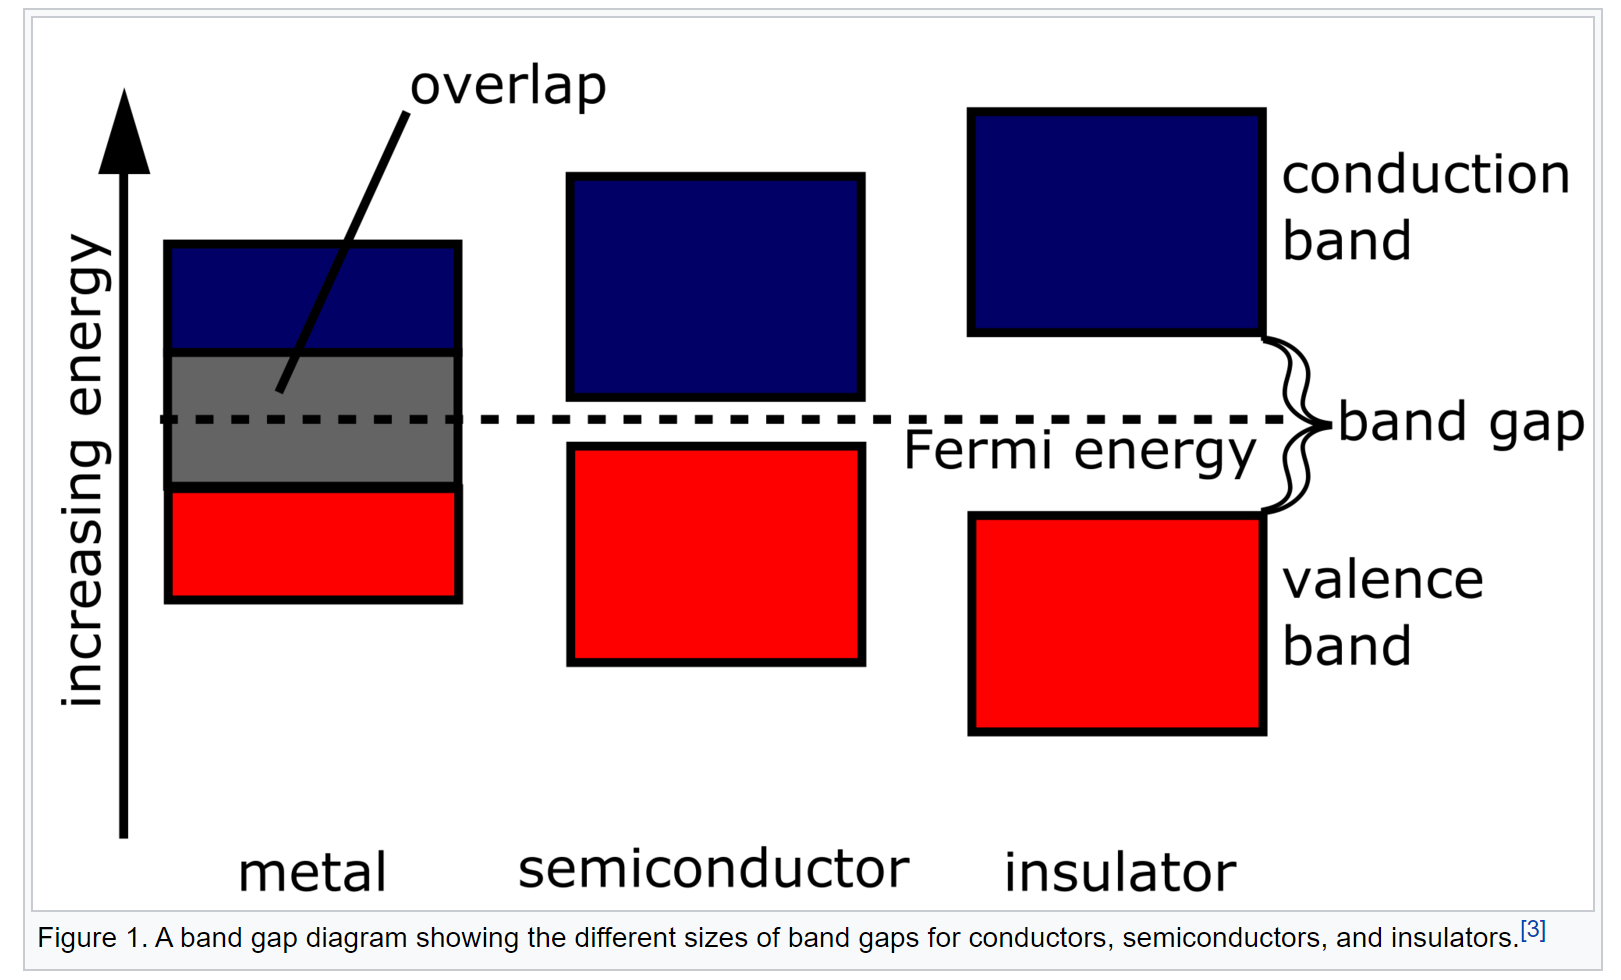 overlap
increasing energy
conduction
band
band gap
Fermi energy
valence
band
metal
semiconductor
insulator
Figure 1. A band gap diagram showing the different sizes of band gaps for conductors, semiconductors, and insulators.[3]